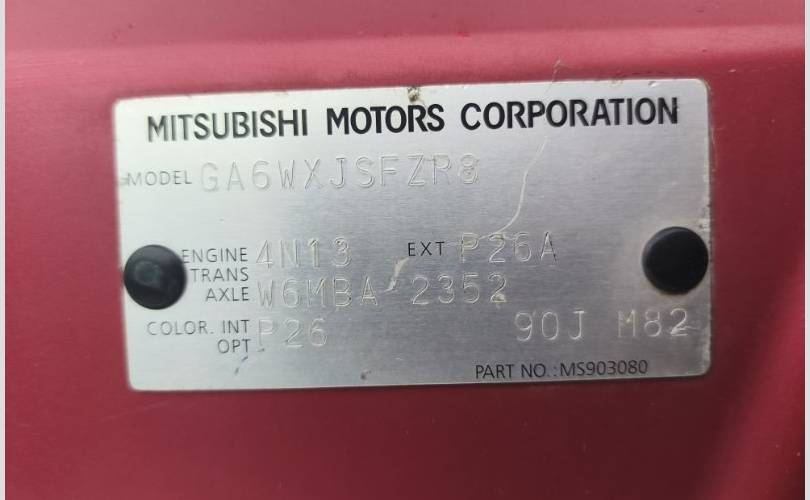 MITSUBISHI MOTORS CORPORATION
MODEL GA6WXJSFZR8
ENGINE 4N13 EXT P26A
TRANS AXLE W6MBA 2352
COLOR. INT OPT P26 90J M82
PART NO.:MS903080